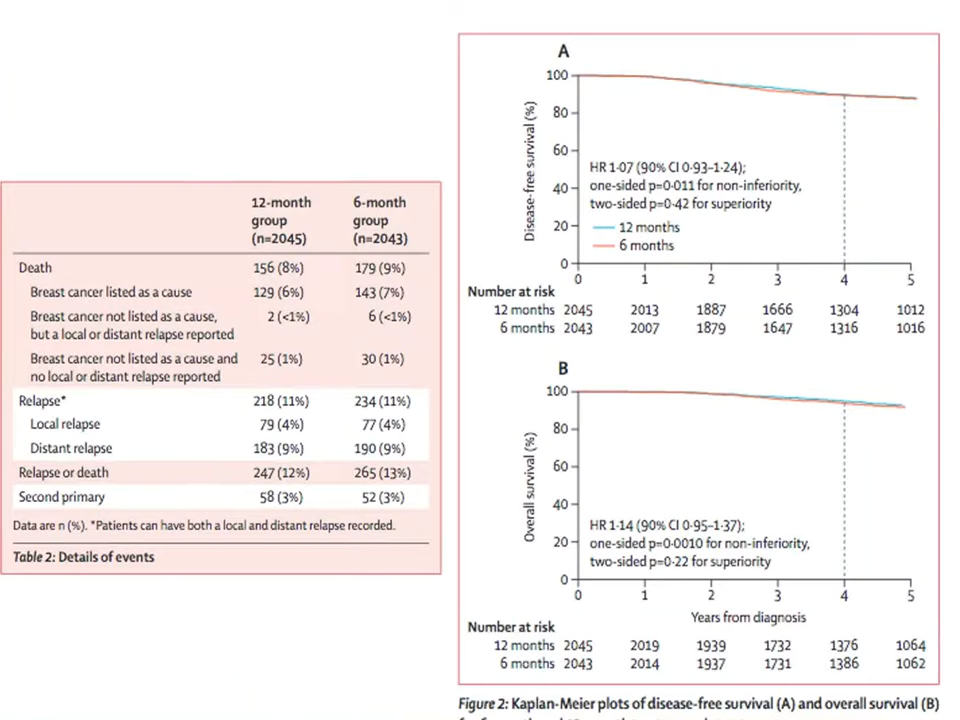 12-month group (n=2045) 6-month group (n=2043)
Death 156 (8%) 179 (9%)
Breast cancer listed as a cause 129 (6%) 143 (7%)
Breast cancer not listed as a cause, but a local or distant relapse reported 2 (<1%) 6 (<1%)
Breast cancer not listed as a cause and no local or distant relapse reported 25 (1%) 30 (1%)
Relapse* 218 (11%) 234 (11%)
Local relapse 79 (4%) 77 (4%)
Distant relapse 183 (9%) 190 (9%)
Relapse or death 247 (12%) 265 (13%)
Second primary 58 (3%) 52 (3%)
Data are n (%). *Patients can have both a local and distant relapse recorded.
Table 2: Details of events
A
Disease-free survival (%)
100
80
60
40
20
0
HR 1·07 (90% CI 0·93–1·24);
one-sided p=0·011 for non-inferiority,
two-sided p=0·42 for superiority
12 months
6 months
0 1 2 3 4 5
Number at risk
12 months 2045 2013 1887 1666 1304 1012
6 months 2043 2007 1879 1647 1316 1016
B
Overall survival (%)
100
80
60
40
20
0
HR 1·14 (90% CI 0·95–1·37);
one-sided p=0·0010 for non-inferiority,
two-sided p=0·22 for superiority
0 1 2 3 4 5
Years from diagnosis
Number at risk
12 months 2045 2019 1939 1732 1376 1064
6 months 2043 2014 1937 1731 1386 1062
Figure 2: Kaplan-Meier plots of disease-free survival (A) and overall survival (B)